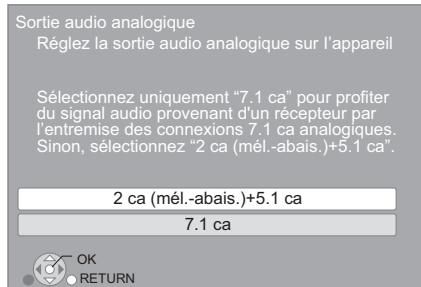 Sortie audio analogique
Réglez la sortie audio analogique sur l'appareil
Sélectionnez uniquement “7.1 ca” pour profiter
du signal audio provenant d'un récepteur par
l'entremise des connexions 7.1 ca analogiques.
Sinon, sélectionnez “2 ca (mél.-abais.)+5.1 ca”.
2 ca (mél.-abais.)+5.1 ca
7.1 ca
OK
RETURN